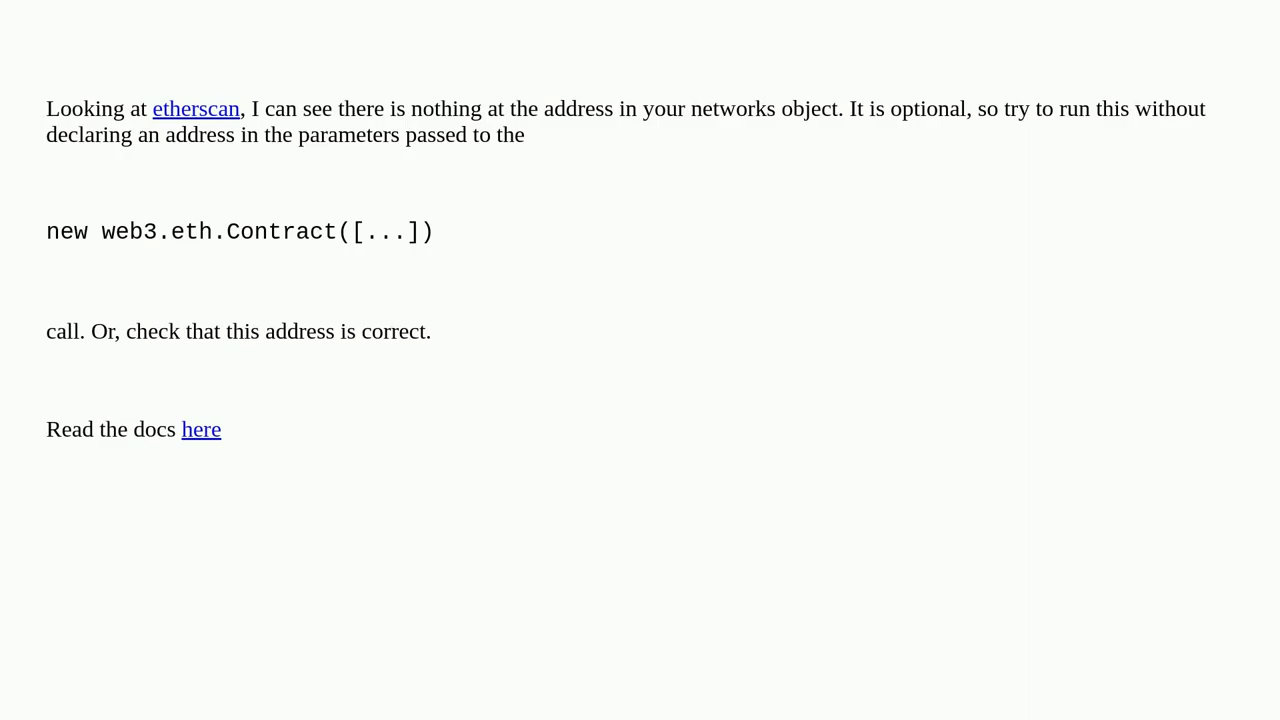 Looking at etherscan, I can see there is nothing at the address in your networks object. It is optional, so try to run this without
declaring an address in the parameters passed to the
new web3.eth.Contract([...])
call. Or, check that this address is correct.
Read the docs here